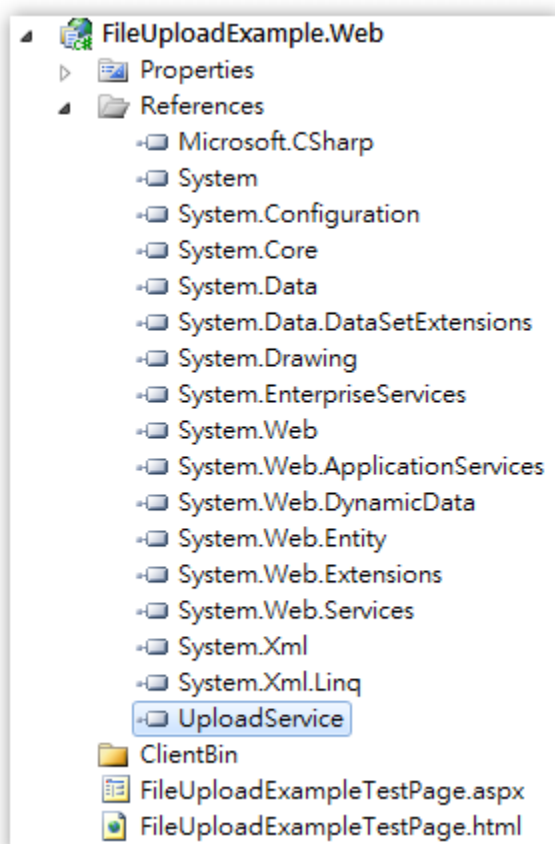 FileUploadExample.Web
Properties
References
Microsoft.CSharp
System
System.Configuration
System.Core
System.Data
System.Data.DataSetExtensions
System.Drawing
System.EnterpriseServices
System.Web
System.Web.ApplicationServices
System.Web.DynamicData
System.Web.Entity
System.Web.Extensions
System.Web.Services
System.Xml
System.Xml.Linq
UploadService
ClientBin
FileUploadExampleTestPage.aspx
FileUploadExampleTestPage.html